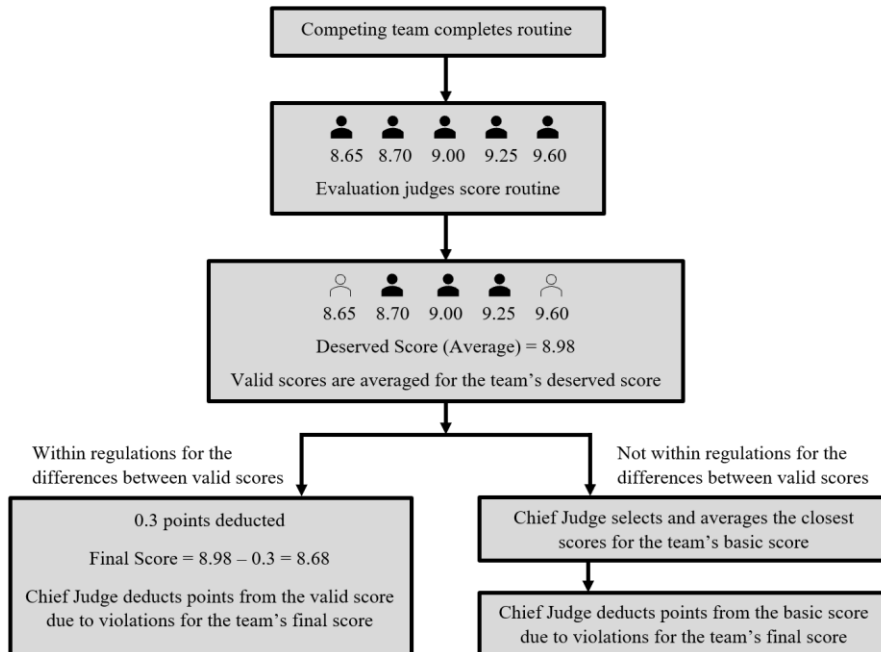 Competing team completes routine
8.65 8.70 9.00 9.25 9.60
Evaluation judges score routine
8.65 8.70 9.00 9.25 9.60
Deserved Score (Average) = 8.98
Valid scores are averaged for the team’s deserved score
Within regulations for the
differences between valid scores
Not within regulations for the
differences between valid scores
0.3 points deducted
Final Score = 8.98 – 0.3 = 8.68
Chief Judge deducts points from the valid score
due to violations for the team’s final score
Chief Judge selects and averages the closest
scores for the team’s basic score
Chief Judge deducts points from the basic score
due to violations for the team’s final score